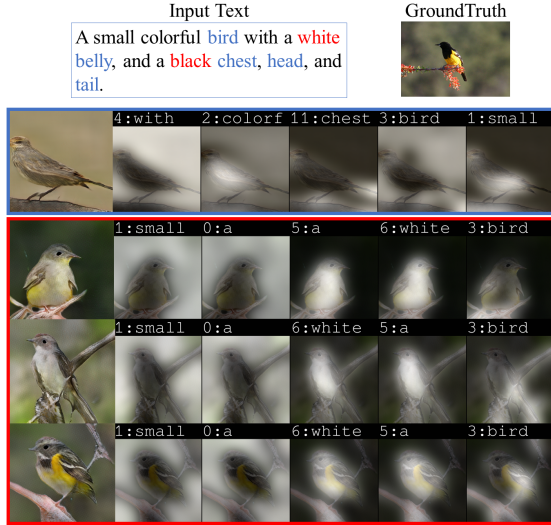 Input Text
GroundTruth
A small colorful bird with a white
belly, and a black chest, head, and
tail.
4:with 2:colorf 11:chest 3:bird 1:small
1:small 0:a 5:a 6:white 3:bird
1:small 0:a 6:white 5:a 3:bird
1:small 0:a 6:white 5:a 3:bird